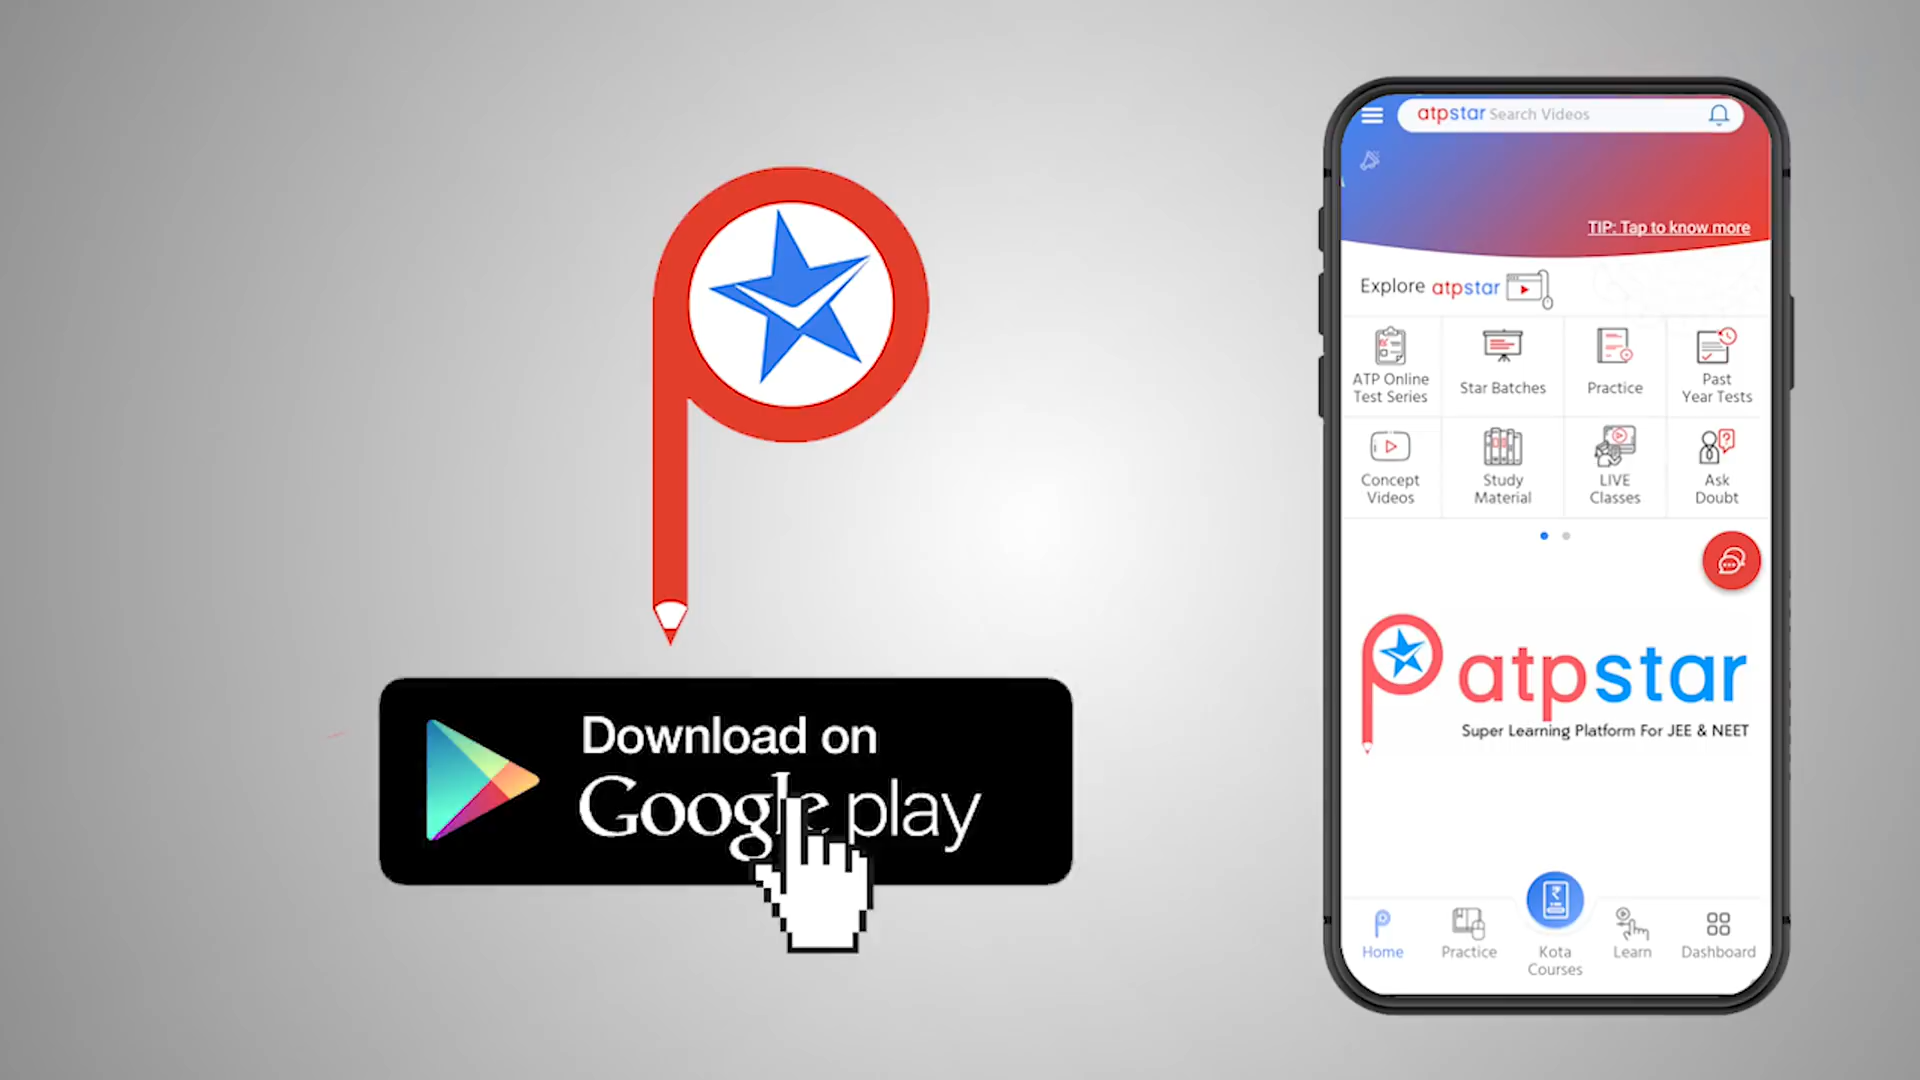 Download on
Google play
atpstar Search Videos
TIP: Tap to know more
Explore atpstar
ATP Online
Test Series
Star Batches
Practice
Past
Year Tests
Concept
Videos
Study
Material
LIVE
Classes
Ask
Doubt
atpstar
Super Learning Platform For JEE & NEET
Home
Practice
Kota
Courses
Learn
Dashboard